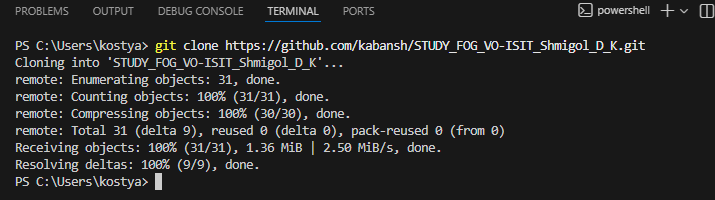 PROBLEMS OUTPUT DEBUG CONSOLE TERMINAL PORTS powershell
PS C:\Users\kostya> git clone https://github.com/kabansh/STUDY_FOG_VO-ISIT_Shmigol_D_K.git
Cloning into 'STUDY_FOG_VO-ISIT_Shmigol_D_K'...
remote: Enumerating objects: 31, done.
remote: Counting objects: 100% (31/31), done.
remote: Compressing objects: 100% (30/30), done.
remote: Total 31 (delta 9), reused 0 (delta 0), pack-reused 0 (from 0)
Receiving objects: 100% (31/31), 1.36 MiB | 2.50 MiB/s, done.
Resolving deltas: 100% (9/9), done.
PS C:\Users\kostya>